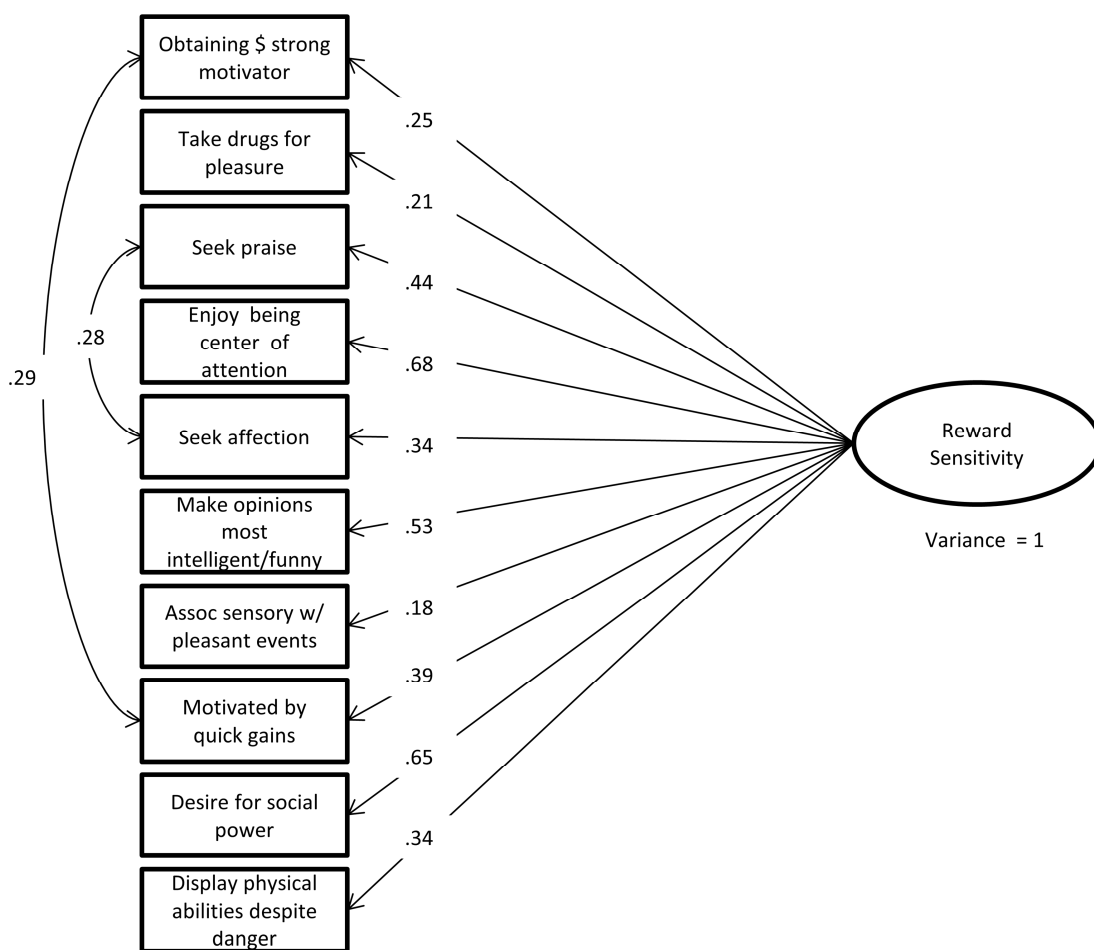 Obtaining $ strong
motivator
.25
Take drugs for
pleasure
.21
Seek praise
.44
Enjoy being
center of
attention
.68
.28
.29
Seek affection
.34
Reward
Sensitivity
Variance = 1
Make opinions
most
intelligent/funny
.53
Assoc sensory w/
pleasant events
.18
Motivated by
quick gains
.39
Desire for social
power
.65
Display physical
abilities despite
danger
.34